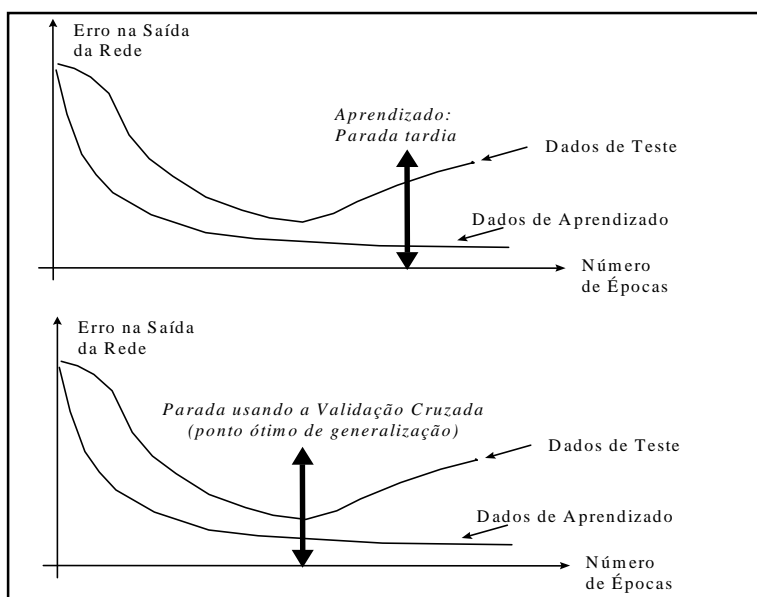 Erro na Saída
da Rede
Aprendizado:
Parada tardia
Dados de Teste
Dados de Aprendizado
Número
de Épocas
Erro na Saída
da Rede
Parada usando a Validação Cruzada
(ponto ótimo de generalização)
Dados de Teste
Dados de Aprendizado
Número
de Épocas